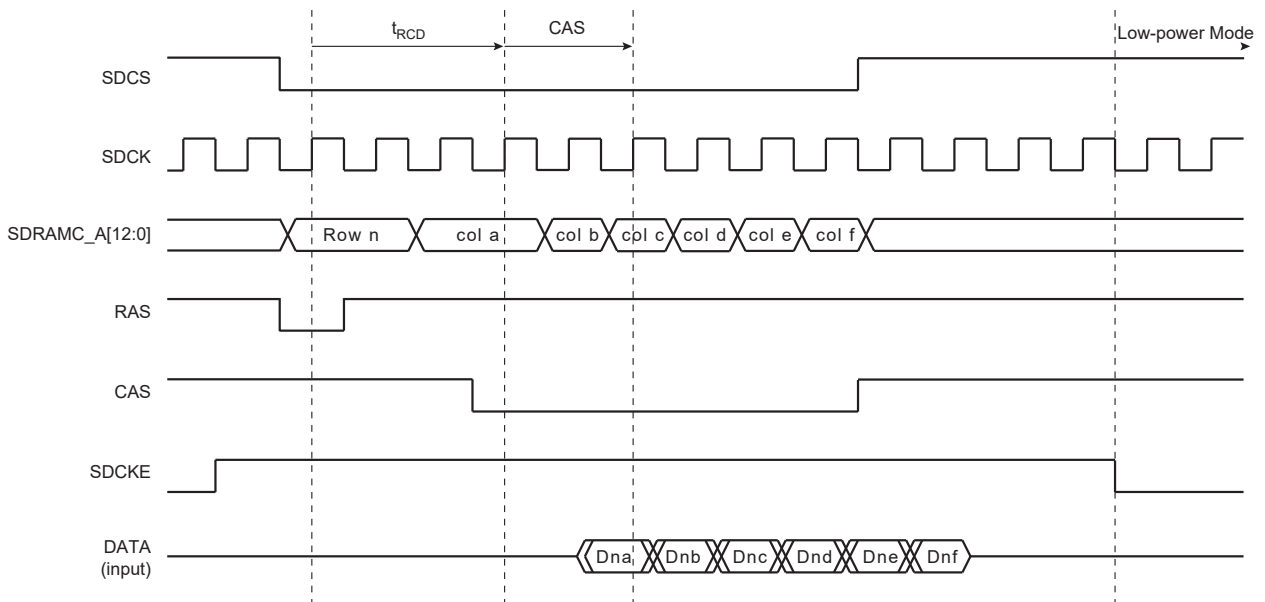 t_RCD CAS
Low-power Mode
SDCS
SDCK
SDRAMC_A[12:0] Row n col a col b col c col d col e col f
RAS
CAS
SDCKE
DATA
(input) Dna Dnb Dnc Dnd Dne Dnf